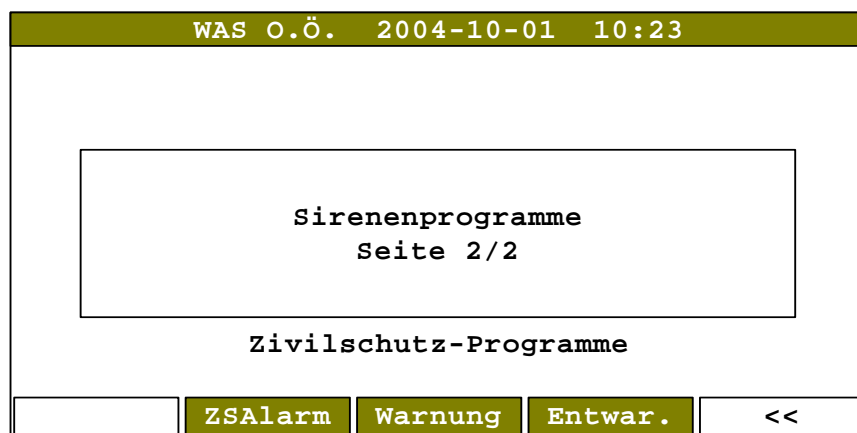 WAS O.Ö. 2004-10-01 10:23
Sirenenprogramme
Seite 2/2
Zivilschutz-Programme
ZSAlarm Warnung Entwar. <<